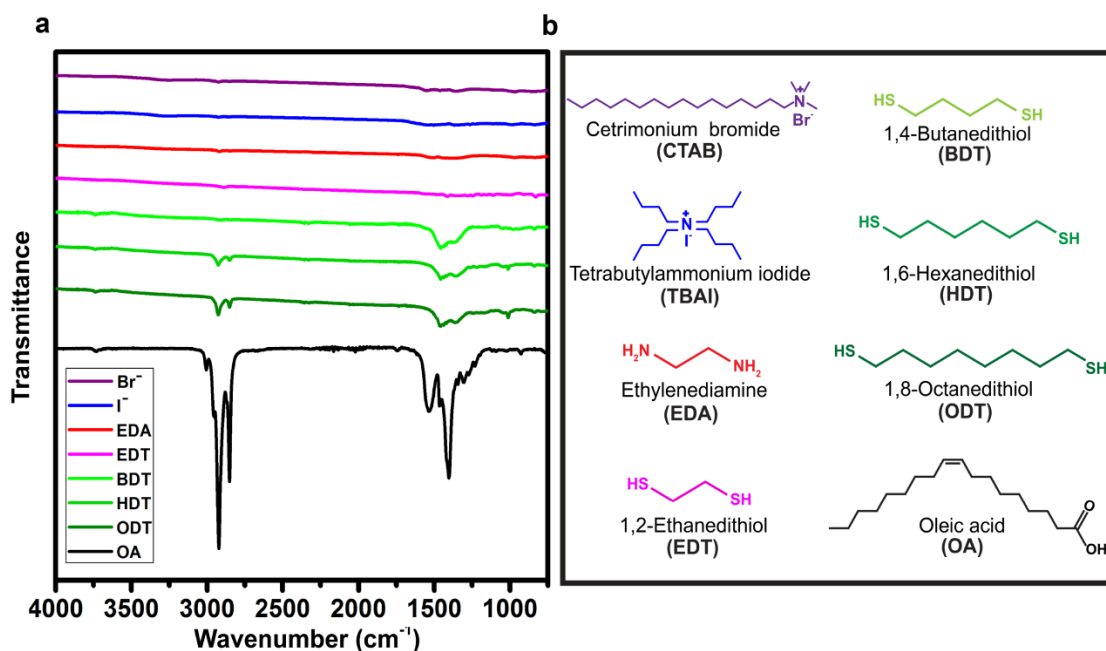 a
Transmittance
Br⁻
I⁻
EDA
EDT
BDT
HDT
ODT
OA
4000 3500 3000 2500 2000 1500 1000
Wavenumber (cm⁻¹)
b
N⁺
Br⁻
Cetrimonium bromide
(CTAB)
HS
SH
1,4-Butanedithiol
(BDT)
N⁺
I⁻
Tetrabutylammonium iodide
(TBAI)
HS
SH
1,6-Hexanedithiol
(HDT)
H₂N
NH₂
Ethylenediamine
(EDA)
HS
SH
1,8-Octanedithiol
(ODT)
HS
SH
1,2-Ethanedithiol
(EDT)
O
OH
Oleic acid
(OA)